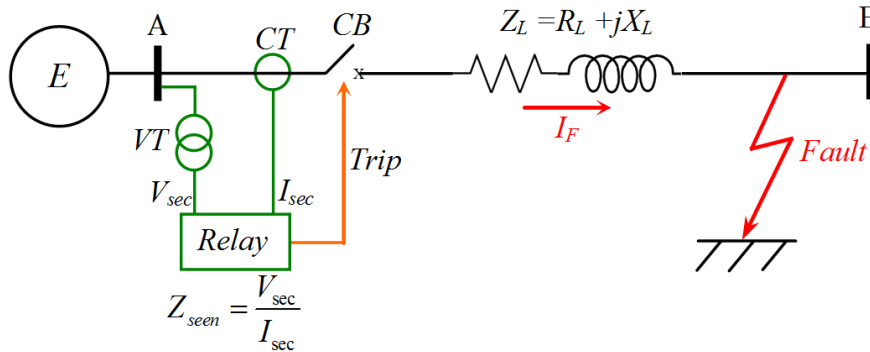 A
CT
CB
Z_L =R_L +jX_L
E
VT
I_F
Trip
Fault
V_sec
I_sec
Relay
Z_seen = V_sec / I_sec